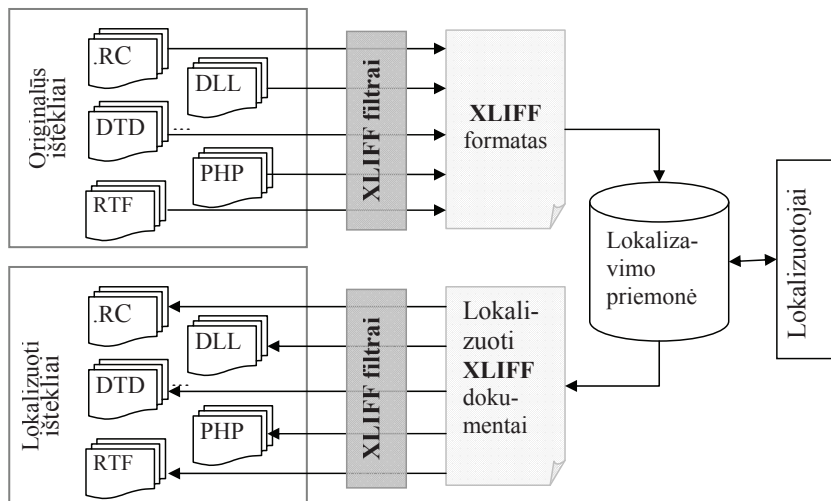 Originalūs
ištekliai
.RC
DLL
DTD
...
PHP
RTF
XLIFF filtrai
XLIFF
formatas
Lokaliza-
vimo
priemonė
Lokalizuotojai
Lokalizuoti
ištekliai
.RC
DLL
DTD
...
PHP
RTF
XLIFF filtrai
Lokali-
zuoti
XLIFF
doku-
mentai